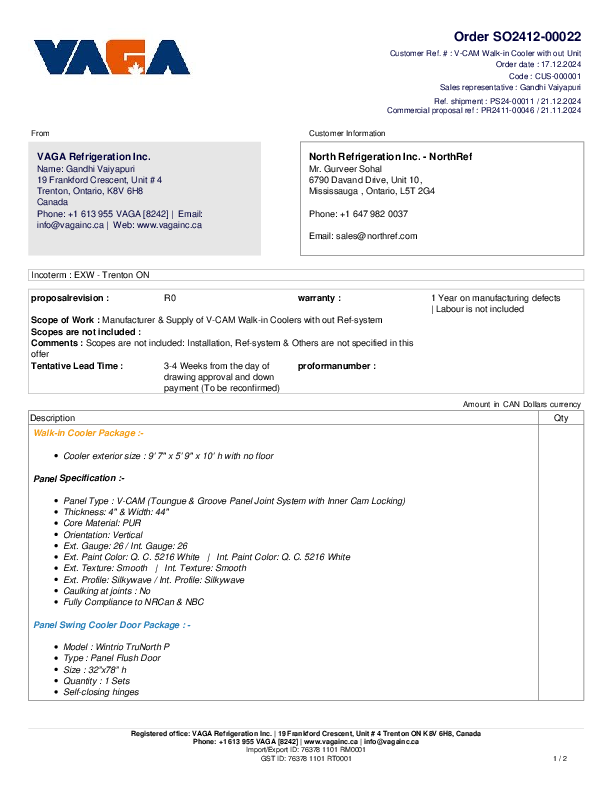 VAGA
Order SO2412-00022
Customer Ref. # : V-CAM Walk-in Cooler with out Unit
Order date : 17.12.2024
Code : CUS-000001
Sales representative : Gandhi Vaiyapuri
Ref. shipment : PS24-00011 / 21.12.2024
Commercial proposal ref : PR2411-00046 / 21.11.2024
From
Customer Information
VAGA Refrigeration Inc.
Name: Gandhi Vaiyapuri
19 Frankford Crescent, Unit # 4
Trenton, Ontario, K8V 6H8
Canada
Phone: +1 613 955 VAGA [8242] | Email:
info@vagainc.ca | Web: www.vagainc.ca
North Refrigeration Inc. - NorthRef
Mr. Gurveer Sohal
6790 Davand Drive, Unit 10,
Mississauga , Ontario, L5T 2G4
Phone: +1 647 982 0037
Email: sales@northref.com
Incoterm : EXW - Trenton ON
proposalrevision : R0 warranty : 1 Year on manufacturing defects
| Labour is not included
Scope of Work : Manufacturer & Supply of V-CAM Walk-in Coolers with out Ref-system
Scopes are not included :
Comments : Scopes are not included: Installation, Ref-system & Others are not specified in this
offer
Tentative Lead Time : 3-4 Weeks from the day of proformanumber :
drawing approval and down
payment (To be reconfirmed)
Amount in CAN Dollars currency
Description Qty
Walk-in Cooler Package :-
• Cooler exterior size : 9' 7" x 5' 9" x 10' h with no floor
Panel Specification :-
• Panel Type : V-CAM (Toungue & Groove Panel Joint System with Inner Cam Locking)
• Thickness: 4" & Width: 44"
• Core Material: PUR
• Orientation: Vertical
• Ext. Gauge: 26 / Int. Gauge: 26
• Ext. Paint Color: Q. C. 5216 White | Int. Paint Color: Q. C. 5216 White
• Ext. Texture: Smooth | Int. Texture: Smooth
• Ext. Profile: Silkywave / Int. Profile: Silkywave
• Caulking at joints : No
• Fully Compliance to NRCan & NBC
Panel Swing Cooler Door Package : -
• Model : Wintrio TruNorth P
• Type : Panel Flush Door
• Size : 32"x78" h
• Quantity : 1 Sets
• Self-closing hinges
Registered office: VAGA Refrigeration Inc. | 19 Frankford Crescent, Unit # 4 Trenton ON K8V 6H8, Canada
Phone: +1 613 955 VAGA [8242] | www.vagainc.ca | info@vagainc.ca
Import/Export ID: 76378 1101 RM0001
GST ID: 76378 1101 RT0001
1 / 2